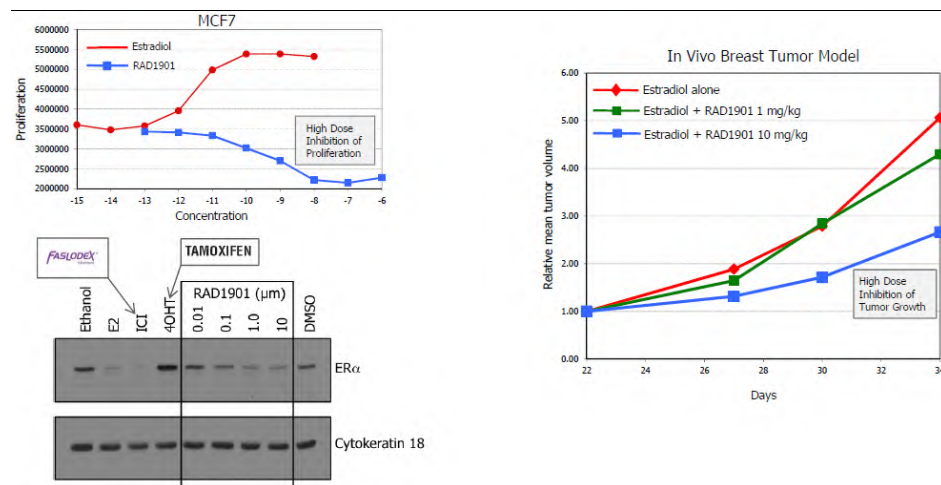 MCF7
6000000
5500000
5000000
4500000
4000000
3500000
3000000
2500000
2000000
Proliferation
Estradiol
RAD1901
High Dose
Inhibition of
Proliferation
-15 -14 -13 -12 -11 -10 -9 -8 -7 -6
Concentration
FASLODEX
TAMOXIFEN
RAD1901 (µm)
Ethanol E2 ICI 4OHT 0.01 0.1 1.0 10 DMSO
ERα
Cytokeratin 18
In Vivo Breast Tumor Model
6.00
5.00
4.00
3.00
2.00
1.00
0.00
Relative mean tumor volume
Estradiol alone
Estradiol + RAD1901 1 mg/kg
Estradiol + RAD1901 10 mg/kg
High Dose
Inhibition of
Tumor Growth
22 24 26 28 30 32 34
Days